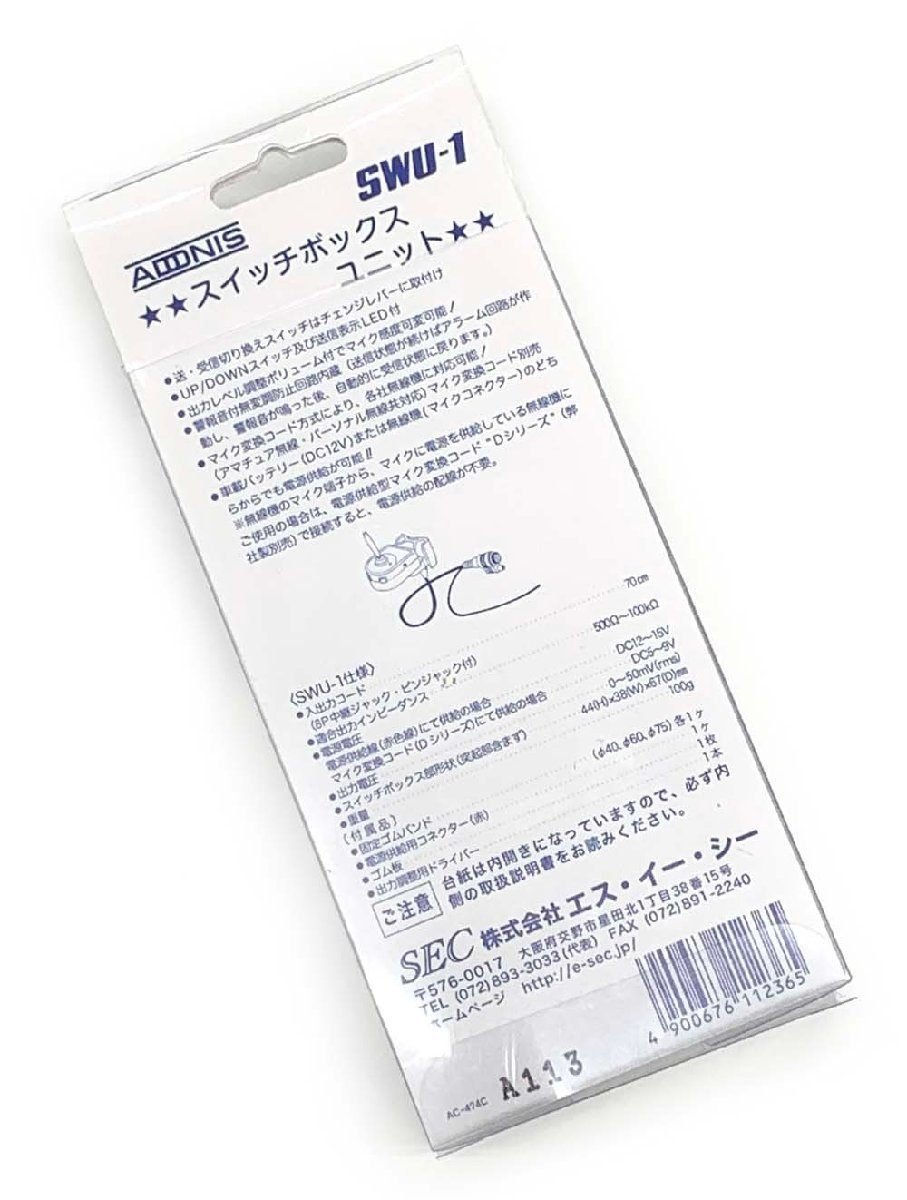 SWU-1
ADONIS
★★スイッチボックス
ユニット★★
●送・受信切り換えスイッチはチェンジレバーに取付け
●UP/DOWNスイッチ及び送信表示LED付
●出力レベル調整ボリューム付でマイク感度可変可能!
●警報音付無変調防止回路内蔵(送信状態が続けばアラーム回路が作
動し、警報音が鳴った後、自動的に受信状態に戻ります。)
●マイク変換コード方式により、各社無線機に対応可能!
(アマチュア無線・パーソナル無線共対応)マイク変換コード別売
●車載バッテリー(DC12V)または無線機(マイクコネクター)のどち
らからでも電源供給が可能!!
※無線機のマイク端子から、マイクに電源を供給している無線機に
ご使用の場合は、電源供給型マイク変換コード"Dシリーズ"(弊
社製別売)で接続すると、電源供給の配線が不要。
〈SWU-1仕様〉
●入出力コード 70㎝
(8P中継ジャック・ピンジャック付)
●適合出力インピーダンス 500Ω〜100kΩ
●電源電圧
電源供給線(赤色線)にて供給の場合 DC12〜15V
マイク変換コード(Dシリーズ)にて供給の場合 DC5〜9V
●出力電圧 0〜50mV(rms)
●スイッチボックス部形状(突起部含まず) 44(H)×38(W)×67(D)㎜
●重量 100g
(付属品)
●固定ゴムバンド (φ40,φ60,φ75)各1ヶ
●電源供給用コネクター(赤) 1ヶ
●ゴム板 1枚
●出力調整用ドライバー 1本
ご注意 台紙は内開きになっていますので、必ず内
側の取扱説明書をお読みください。
SEC 株式会社 エス・イー・シー
〒576-0017 大阪府交野市星田北1丁目38番15号
TEL (072)893-3033(代表) FAX (072)891-2240
ホームページ http://e-sec.jp/
4 900676 112365
AC-474C A113